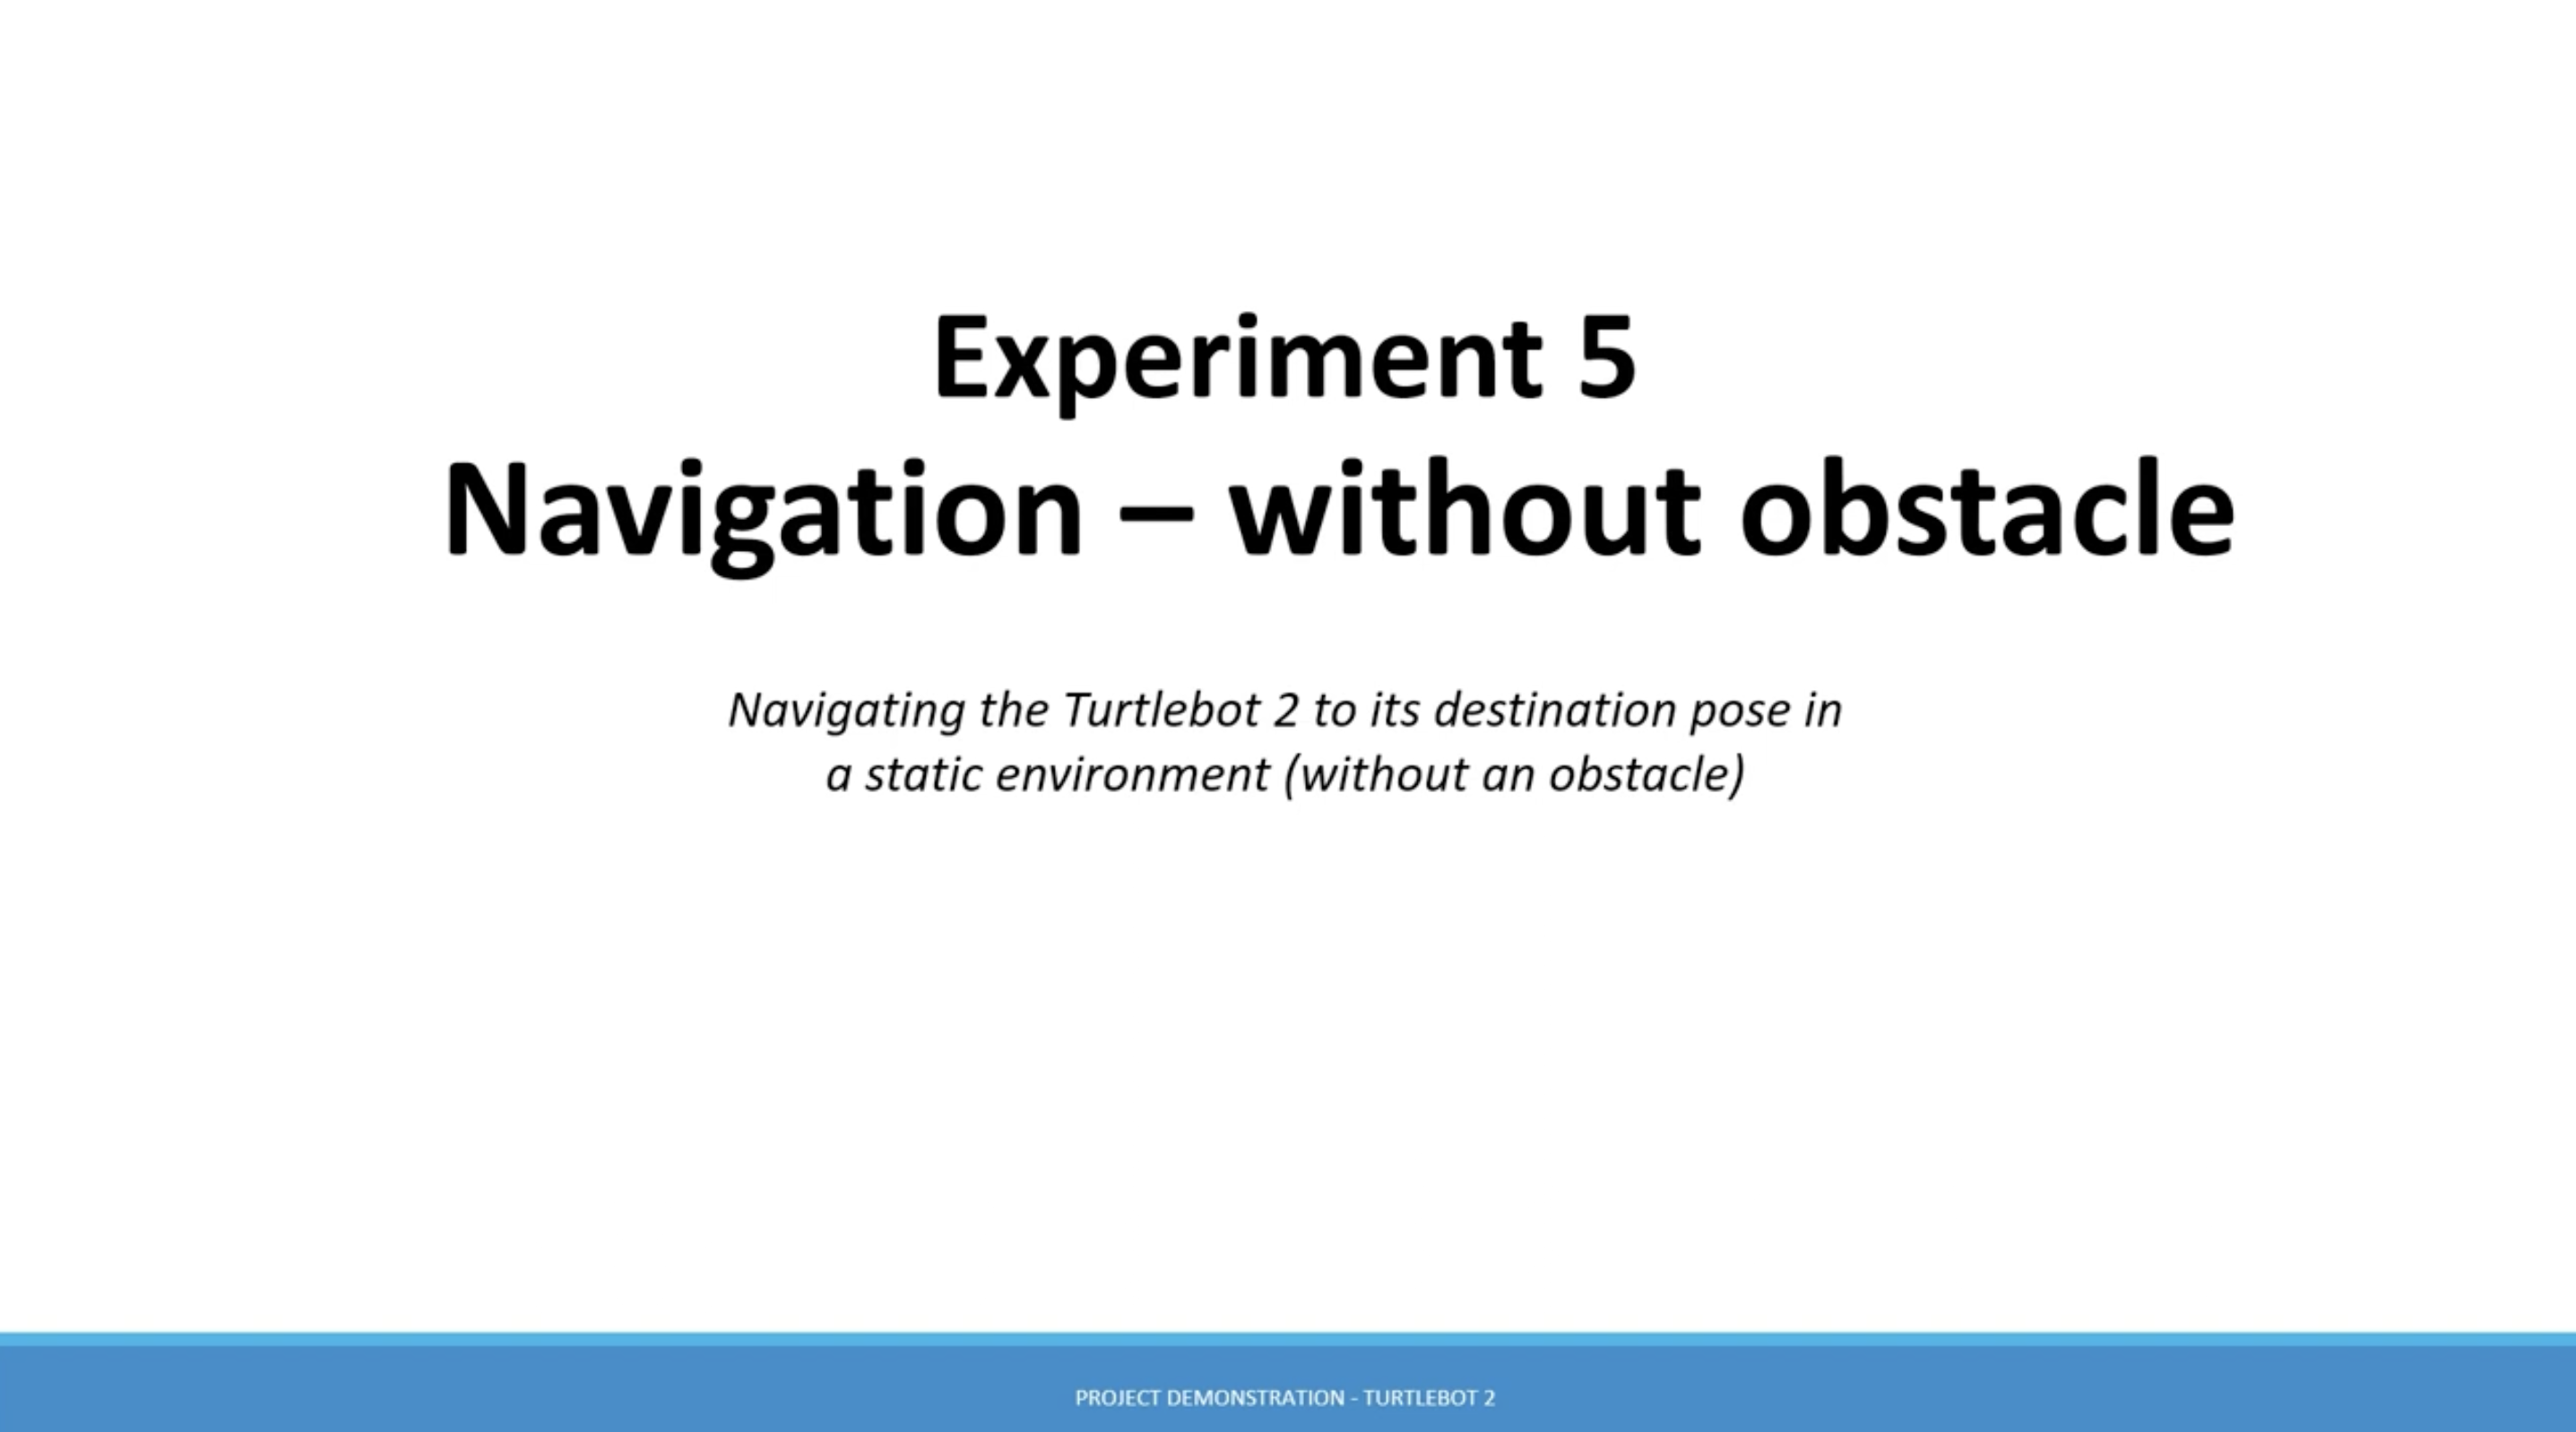 Experiment 5
Navigation – without obstacle
Navigating the Turtlebot 2 to its destination pose in
a static environment (without an obstacle)
PROJECT DEMONSTRATION - TURTLEBOT 2